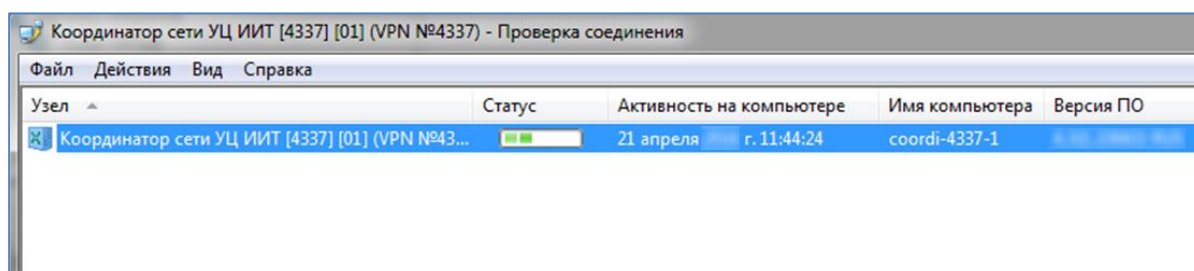 Координатор сети УЦ ИИТ [4337] [01] (VPN №4337) - Проверка соединения
Файл Действия Вид Справка
Узел Статус Активность на компьютере Имя компьютера Версия ПО
Координатор сети УЦ ИИТ [4337] [01] (VPN №43... 21 апреля г. 11:44:24 coordi-4337-1